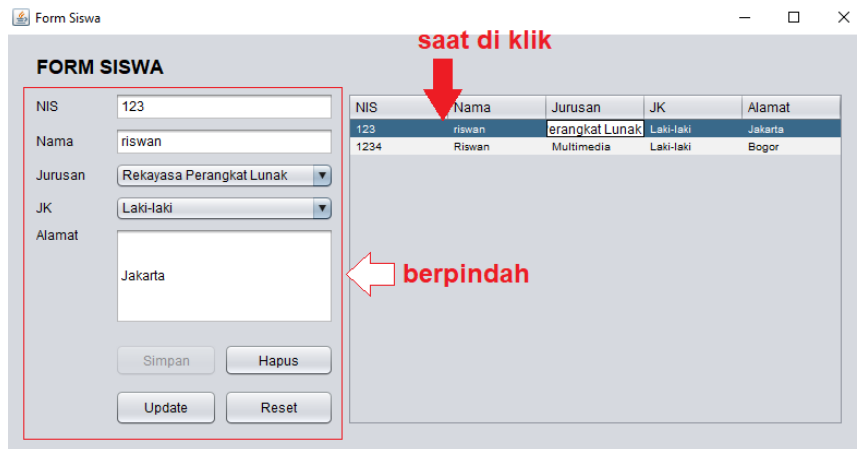 Form Siswa
saat di klik
FORM SISWA
NIS 123
Nama riswan
Jurusan Rekayasa Perangkat Lunak
JK Laki-laki
Alamat Jakarta
Simpan Hapus
Update Reset
NIS Nama Jurusan JK Alamat
123 riswan erangkat Lunak Laki-laki Jakarta
1234 Riswan Multimedia Laki-laki Bogor
berpindah